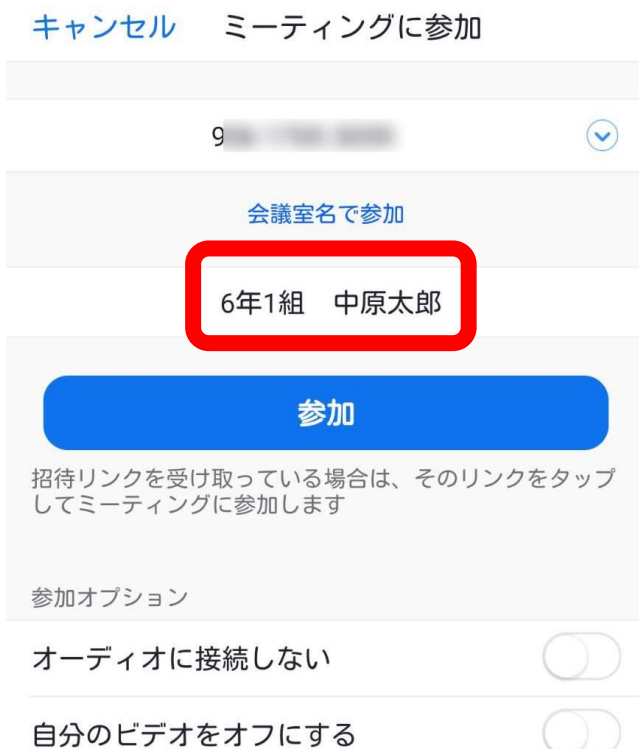 キャンセル　ミーティングに参加
9
会議室名で参加
6年1組　中原太郎
参加
招待リンクを受け取っている場合は、そのリンクをタップ
してミーティングに参加します
参加オプション
オーディオに接続しない
自分のビデオをオフにする